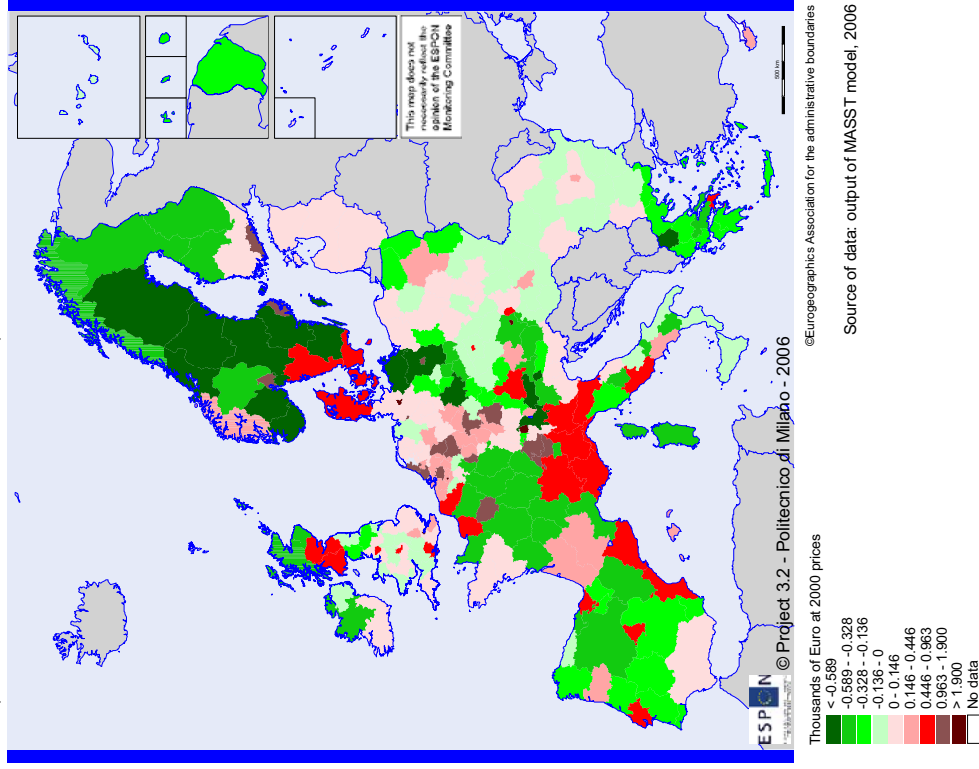 This map does not
necessarily reflect the
opinion of the ESPON
Monitoring Committee
500 km
ESPON
© Project 3.2 - Politecnico di Milano - 2006
©Eurogeographics Association for the administrative boundaries
Source of data: output of MASST model, 2006
Thousands of Euro at 2000 prices
< -0.589
-0.589 - -0.328
-0.328 - -0.136
-0.136 - 0
0 - 0.146
0.146 - 0.446
0.446 - 0.963
0.963 - 1.900
> 1.900
No data